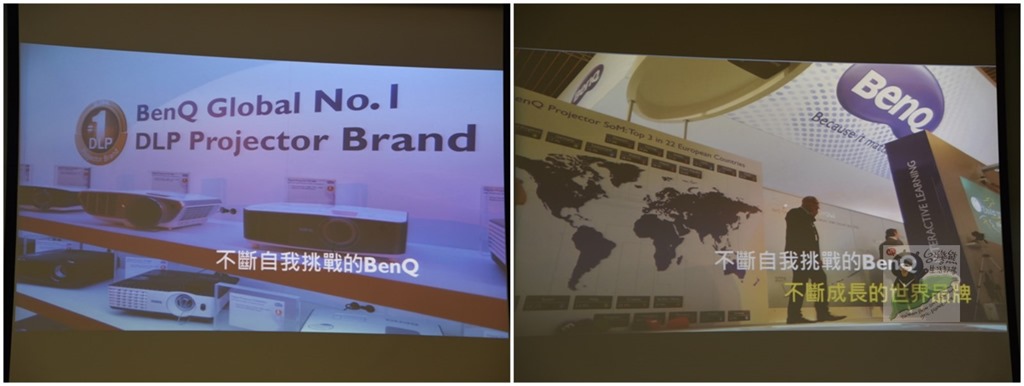 BenQ Global No.1
DLP Projector Brand
#1
DLP
不斷自我挑戰的BenQ
BenQ
Because it matters
BenQ Projector SoM:Top 3 in 22 European Countries
INTERACTIVE LEARNING
不斷自我挑戰的BenQ
不斷成長的世界品牌